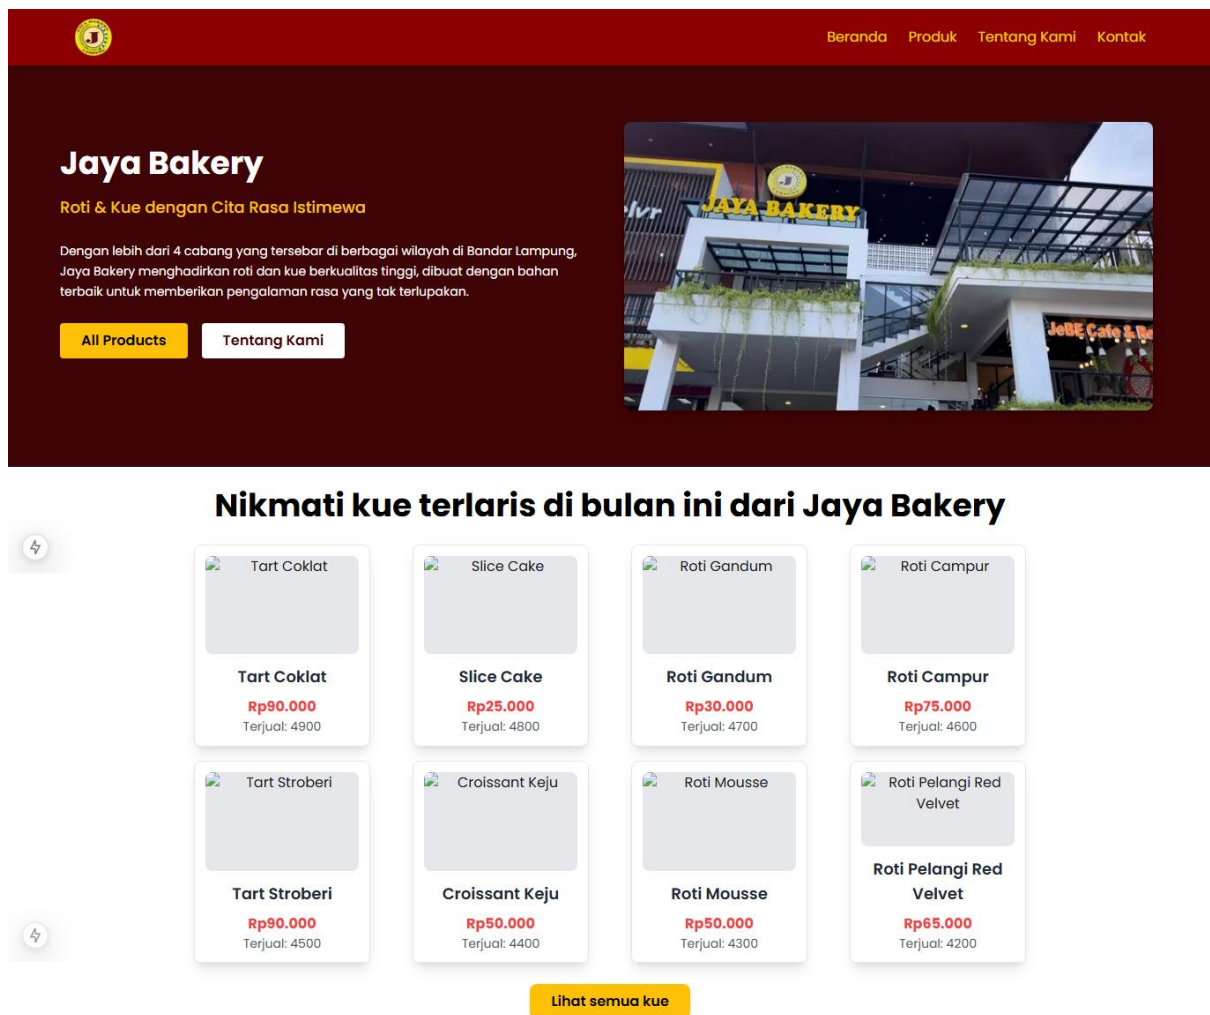 J
Beranda Produk Tentang Kami Kontak
Jaya Bakery
Roti & Kue dengan Cita Rasa Istimewa
Dengan lebih dari 4 cabang yang tersebar di berbagai wilayah di Bandar Lampung,
Jaya Bakery menghadirkan roti dan kue berkualitas tinggi, dibuat dengan bahan
terbaik untuk memberikan pengalaman rasa yang tak terlupakan.
All Products Tentang Kami
J
JAYA BAKERY
JeBE Cafe &
Nikmati kue terlaris di bulan ini dari Jaya Bakery
Tart Coklat Slice Cake Roti Gandum Roti Campur
Tart Coklat Slice Cake Roti Gandum Roti Campur
Rp90.000 Rp25.000 Rp30.000 Rp75.000
Terjual: 4900 Terjual: 4800 Terjual: 4700 Terjual: 4600
Tart Stroberi Croissant Keju Roti Mousse Roti Pelangi Red
Velvet
Tart Stroberi Croissant Keju Roti Mousse Roti Pelangi Red
Velvet
Rp90.000 Rp50.000 Rp50.000 Rp65.000
Terjual: 4500 Terjual: 4400 Terjual: 4300 Terjual: 4200
Lihat semua kue